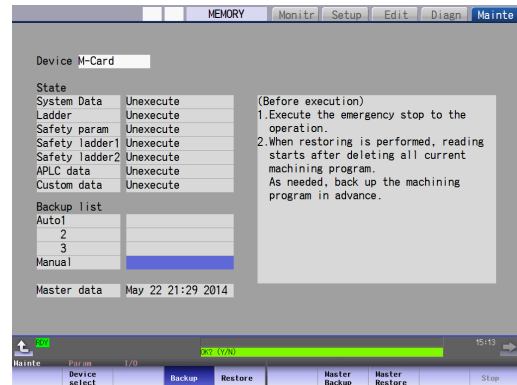 MEMORY Monitr Setup Edit Diagn Mainte
Device M-Card
State
System Data Unexecute
Ladder Unexecute
Safety param Unexecute
Safety ladder1 Unexecute
Safety ladder2 Unexecute
APLC data Unexecute
Custom data Unexecute
Backup list
Auto1
2
3
Manual
Master data May 22 21:29 2014
(Before execution)
1.Execute the emergency stop to the
operation.
2.When restoring is performed, reading
starts after deleting all current
machining program.
As needed, back up the machining
program in advance.
RDY 15:13
OK? (Y/N)
Mainte Param I/O
Device select Backup Restore Master Backup Master Restore Stop